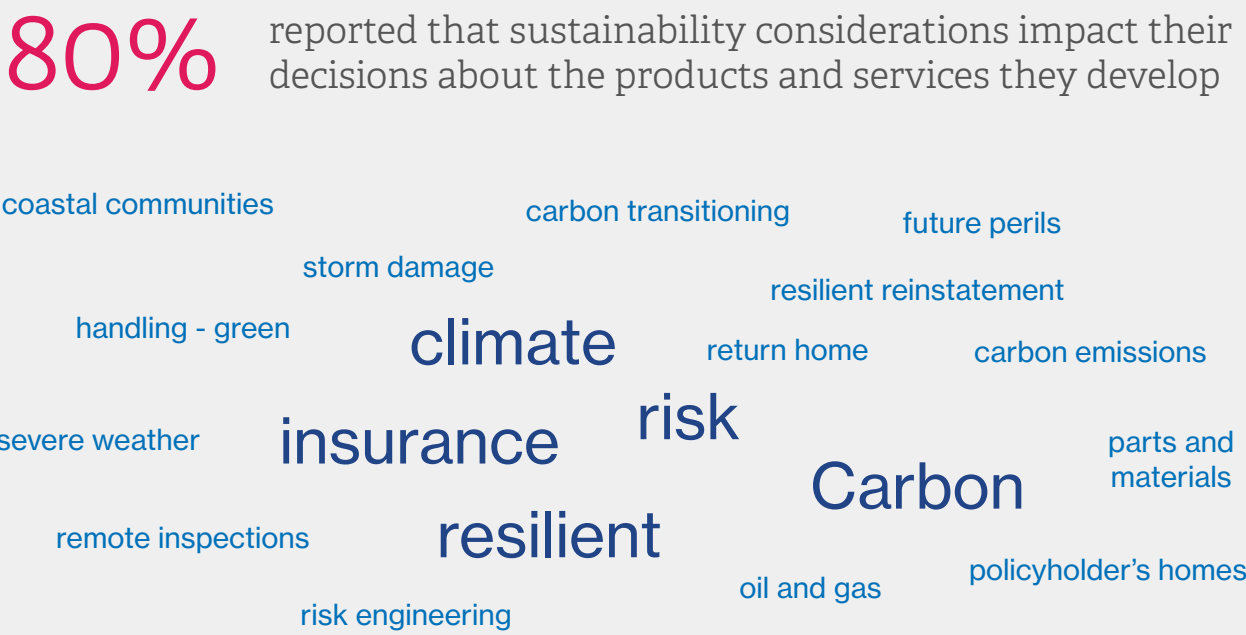 80%
reported that sustainability considerations impact their
decisions about the products and services they develop
coastal communities
carbon transitioning
future perils
storm damage
resilient reinstatement
handling - green
climate
return home
carbon emissions
risk
severe weather
insurance
parts and
materials
Carbon
remote inspections
resilient
policyholder’s homes
oil and gas
risk engineering